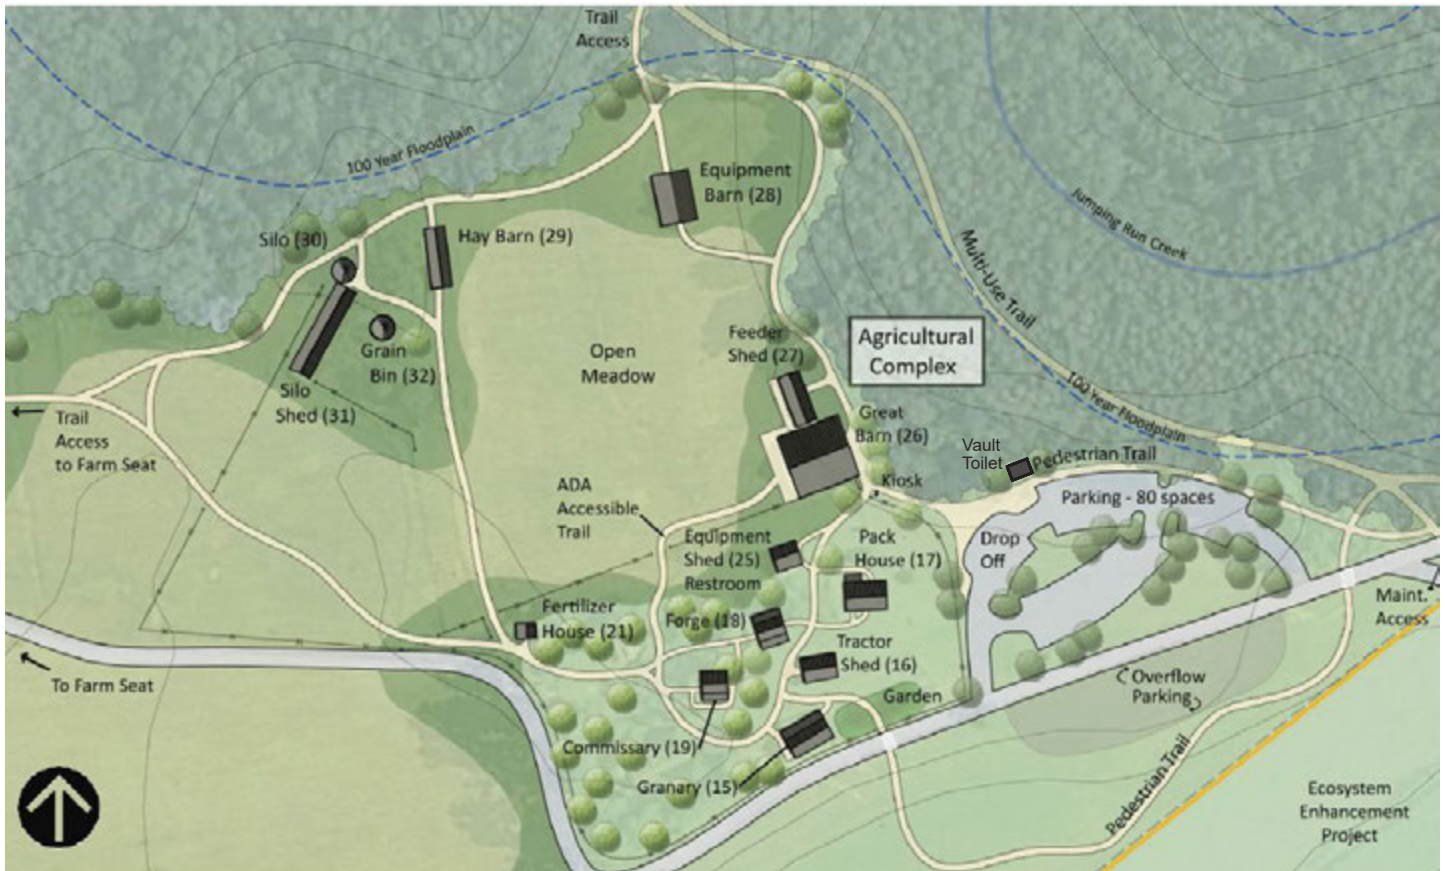 Trail
Access
100 Year Floodplain
Equipment
Barn (28)
Jumping Run Creek
Silo (30)
Hay Barn (29)
Multi-Use Trail
Feeder
Shed (27)
Agricultural
Complex
Grain
Bin (32)
Open
Meadow
Silo
Shed (31)
100 Year Floodplain
Trail
Access
to Farm Seat
Great
Barn (26)
Vault
Toilet
Pedestrian Trail
Kiosk
Parking - 80 spaces
ADA
Accessible
Trail
Equipment
Shed (25)
Restroom
Pack
House (17)
Drop
Off
Maint.
Access
Fertilizer
House (21)
Forge (18)
Tractor
Shed (16)
To Farm Seat
Garden
Overflow
Parking
Commissary (19)
Granary (15)
Pedestrian Trail
Ecosystem
Enhancement
Project